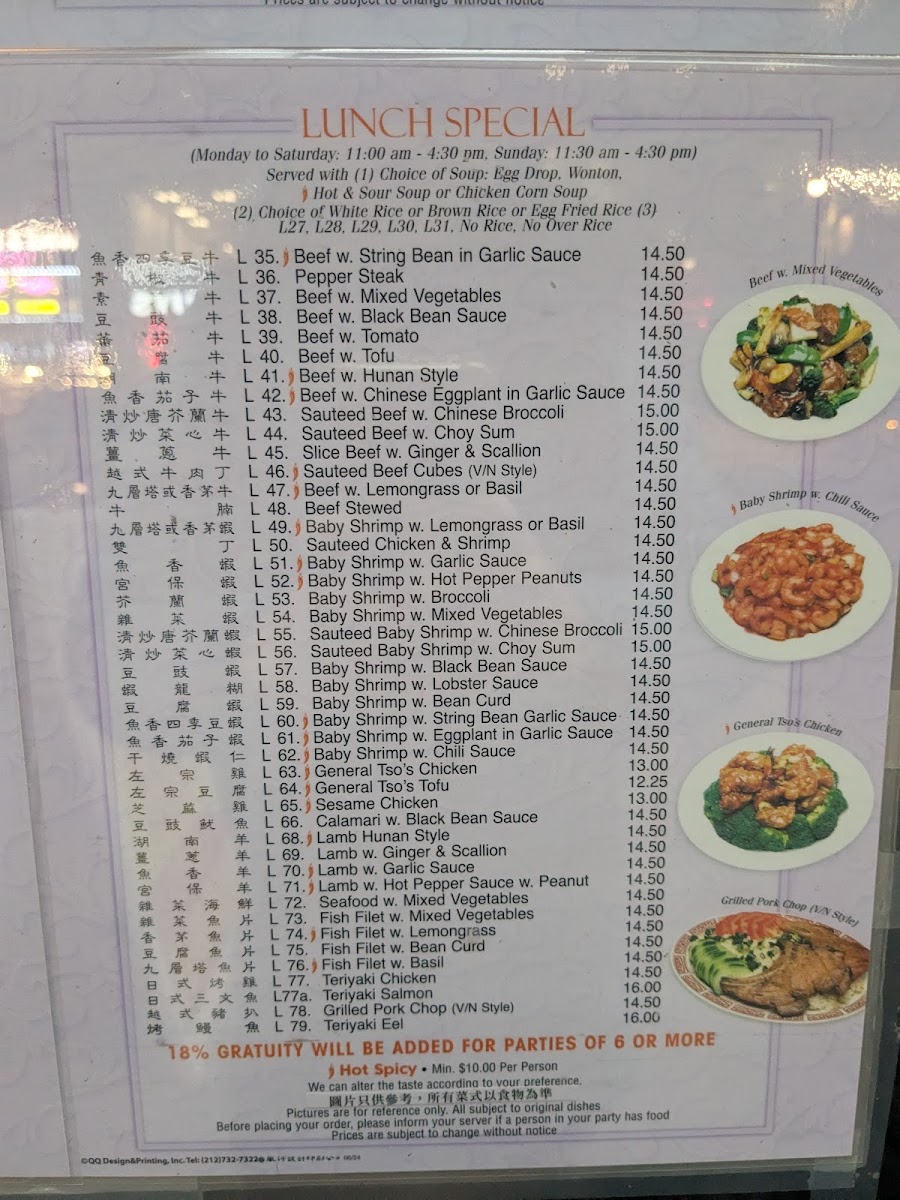 Prices are subject to change without notice
LUNCH SPECIAL
(Monday to Saturday: 11:00 am - 4:30 pm, Sunday: 11:30 am - 4:30 pm)
Served with (1) Choice of Soup: Egg Drop, Wonton,
Hot & Sour Soup or Chicken Corn Soup
(2) Choice of White Rice or Brown Rice or Egg Fried Rice (3)
L27, L28, L29, L30, L31, No Rice, No Over Rice
魚香四季豆牛 L 35. Beef w. String Bean in Garlic Sauce 14.50
青椒牛 L 36. Pepper Steak 14.50
素牛 L 37. Beef w. Mixed Vegetables 14.50
豆豉牛 L 38. Beef w. Black Bean Sauce 14.50
蕃茄牛 L 39. Beef w. Tomato 14.50
豆腐牛 L 40. Beef w. Tofu 14.50
湖南牛 L 41. Beef w. Hunan Style 14.50
魚香茄子牛 L 42. Beef w. Chinese Eggplant in Garlic Sauce 14.50
清炒唐芥蘭牛 L 43. Sauteed Beef w. Chinese Broccoli 15.00
清炒菜心牛 L 44. Sauteed Beef w. Choy Sum 15.00
薑蔥牛 L 45. Slice Beef w. Ginger & Scallion 14.50
越式牛肉丁 L 46. Sauteed Beef Cubes (V/N Style) 14.50
九層塔或香茅牛 L 47. Beef w. Lemongrass or Basil 14.50
牛腩 L 48. Beef Stewed 14.50
九層塔或香茅蝦 L 49. Baby Shrimp w. Lemongrass or Basil 14.50
雙丁 L 50. Sauteed Chicken & Shrimp 14.50
魚香蝦 L 51. Baby Shrimp w. Garlic Sauce 14.50
宮保蝦 L 52. Baby Shrimp w. Hot Pepper Peanuts 14.50
芥蘭蝦 L 53. Baby Shrimp w. Broccoli 14.50
雜菜蝦 L 54. Baby Shrimp w. Mixed Vegetables 14.50
清炒唐芥蘭蝦 L 55. Sauteed Baby Shrimp w. Chinese Broccoli 15.00
清炒菜心蝦 L 56. Sauteed Baby Shrimp w. Choy Sum 15.00
豆豉蝦 L 57. Baby Shrimp w. Black Bean Sauce 14.50
蝦龍糊 L 58. Baby Shrimp w. Lobster Sauce 14.50
豆腐蝦 L 59. Baby Shrimp w. Bean Curd 14.50
魚香四季豆蝦 L 60. Baby Shrimp w. String Bean Garlic Sauce 14.50
魚香茄子蝦 L 61. Baby Shrimp w. Eggplant in Garlic Sauce 14.50
干燒蝦仁 L 62. Baby Shrimp w. Chili Sauce 14.50
左宗雞 L 63. General Tso's Chicken 13.00
左宗豆腐 L 64. General Tso's Tofu 12.25
芝蔴雞 L 65. Sesame Chicken 13.00
豆豉魷魚 L 66. Calamari w. Black Bean Sauce 14.50
湖南羊 L 68. Lamb Hunan Style 14.50
薑蔥羊 L 69. Lamb w. Ginger & Scallion 14.50
魚香羊 L 70. Lamb w. Garlic Sauce 14.50
宮保羊 L 71. Lamb w. Hot Pepper Sauce w. Peanut 14.50
雜菜海鮮 L 72. Seafood w. Mixed Vegetables 14.50
雜菜魚片 L 73. Fish Filet w. Mixed Vegetables 14.50
香茅魚片 L 74. Fish Filet w. Lemongrass 14.50
豆腐魚片 L 75. Fish Filet w. Bean Curd 14.50
九層塔魚片 L 76. Fish Filet w. Basil 14.50
日式烤雞 L 77. Teriyaki Chicken 14.50
日式三文魚 L77a. Teriyaki Salmon 16.00
越式豬扒 L 78. Grilled Pork Chop (V/N Style) 14.50
烤鰻魚 L 79. Teriyaki Eel 16.00
Beef w. Mixed Vegetables
Baby Shrimp w. Chili Sauce
General Tso's Chicken
Grilled Pork Chop (V/N Style)
18% GRATUITY WILL BE ADDED FOR PARTIES OF 6 OR MORE
Hot Spicy • Min. $10.00 Per Person
We can alter the taste according to your preference.
圖片只供參考，所有菜式以食物為準
Pictures are for reference only. All subject to original dishes
Before placing your order, please inform your server if a person in your party has food
Prices are subject to change without notice
©QQ Design&Printing, Inc. Tel: (212)732-7322